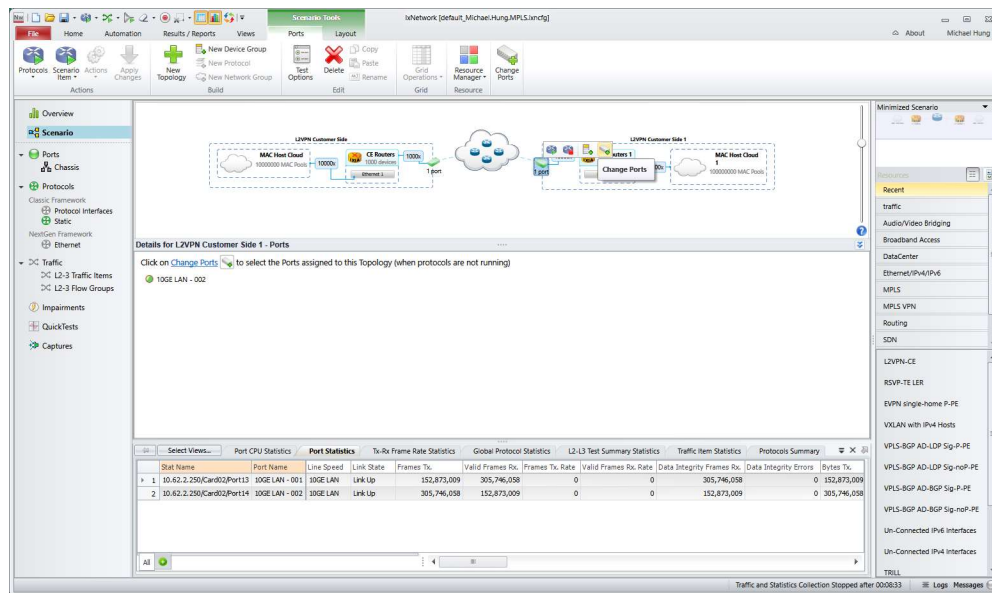 Scenario Tools
IxNetwork [default_Michael.Hung.MPLS.ixncfg]
File Home Automation Results / Reports Views Ports Layout
About Michael Hung
Protocols
Scenario Item
Actions
Apply Changes
New Topology
New Device Group
New Protocol
New Network Group
Test Options
Delete
Copy
Paste
Rename
Grid Operations
Resource Manager
Change Ports
Actions Build Edit Grid Resource
Overview
Scenario
Ports
Chassis
Protocols
Classic Framework
Protocol Interfaces
Static
NextGen Framework
Ethernet
Traffic
L2-3 Traffic Items
L2-3 Flow Groups
Impairments
QuickTests
Captures
L2VPN Customer Side
MAC Host Cloud
10000000 MAC Pools
10000x
CE Routers
1000 devices
Ethernet 1
1000x
1 port
L2VPN Customer Side 1
1 port
Change Ports
MAC Host Cloud
1
100000000 MAC Pools
Details for L2VPN Customer Side 1 - Ports
Click on Change Ports to select the Ports assigned to this Topology (when protocols are not running)
10GE LAN - 002
Select Views... Port CPU Statistics Port Statistics Tx-Rx Frame Rate Statistics Global Protocol Statistics L2-L3 Test Summary Statistics Traffic Item Statistics Protocols Summary
Stat Name Port Name Line Speed Link State Frames Tx. Valid Frames Rx. Frames Tx. Rate Valid Frames Rx. Rate Data Integrity Frames Rx. Data Integrity Errors Bytes Tx.
1 10.62.2.250/Card02/Port13 10GE LAN - 001 10GE LAN Link Up 152,873,009 305,746,058 0 0 305,746,058 0 152,873,009
2 10.62.2.250/Card02/Port14 10GE LAN - 002 10GE LAN Link Up 305,746,058 152,873,009 0 0 152,873,009 0 305,746,058
All
Minimized Scenario
Resources
Recent
traffic
Audio/Video Bridging
Broadband Access
DataCenter
Ethernet/IPv4/IPv6
MPLS
MPLS VPN
Routing
SDN
L2VPN-CE
RSVP-TE LER
EVPN single-home P-PE
VXLAN with IPv4 Hosts
VPLS-BGP AD-LDP Sig-P-PE
VPLS-BGP AD-LDP Sig-noP-PE
VPLS-BGP AD-BGP Sig-P-PE
VPLS-BGP AD-BGP Sig-noP-PE
Un-Connected IPv6 Interfaces
Un-Connected IPv4 Interfaces
TRILL
Traffic and Statistics Collection Stopped after 00:08:33 Logs Messages